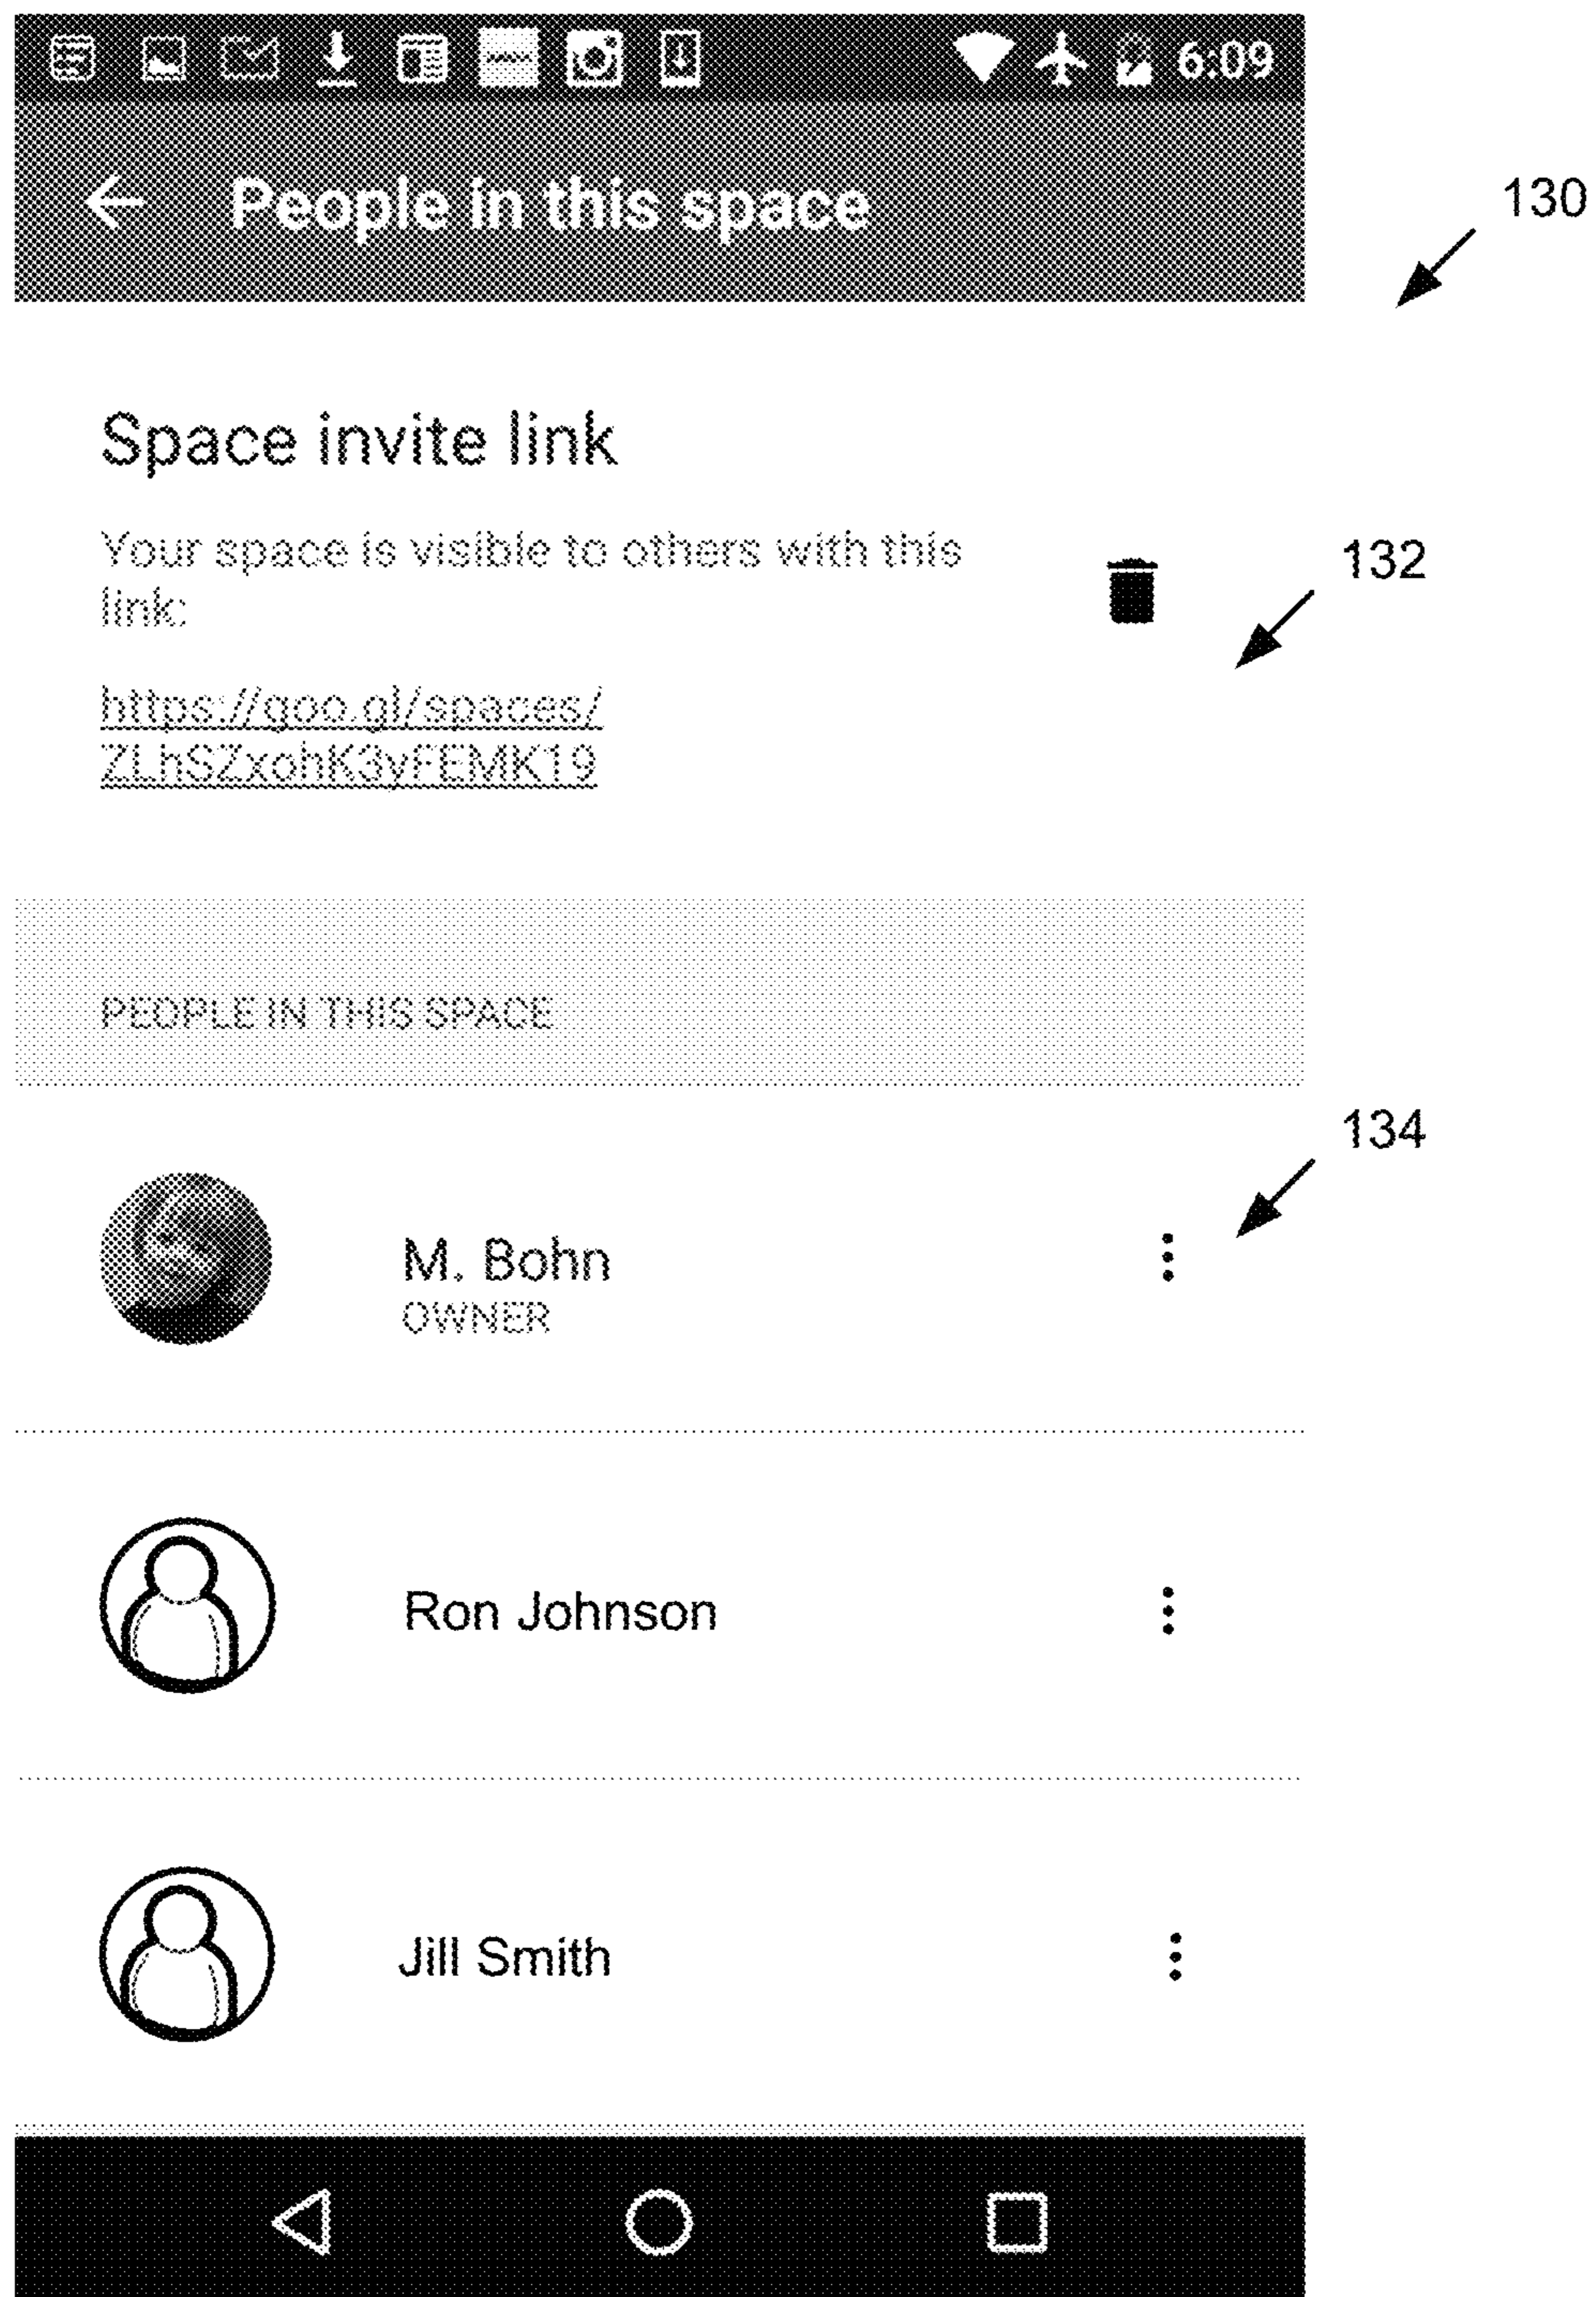 6:09
People in this space
130
Space invite link
Your space is visible to others with this
link:
132
https://goo.gl/spaces/
ZLhSZxohK3yFEMK19
PEOPLE IN THIS SPACE
134
M. Bohn
OWNER
Ron Johnson
Jill Smith